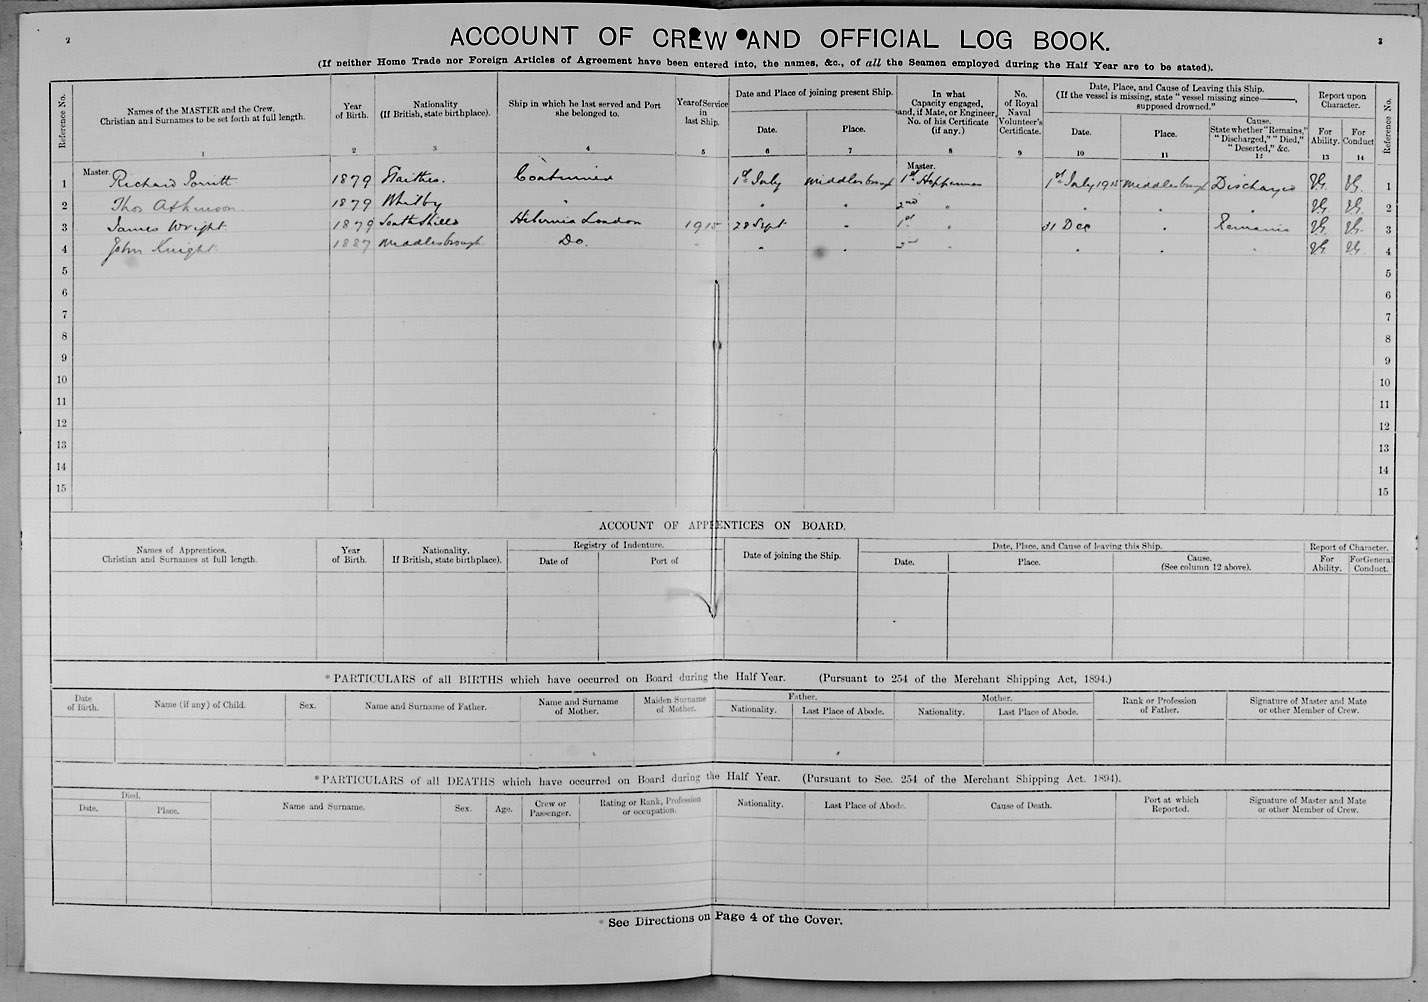 2
3
ACCOUNT OF CREW AND OFFICIAL LOG BOOK.
(If neither Home Trade nor Foreign Articles of Agreement have been entered into, the names, &c., of all the Seamen employed during the Half Year are to be stated).
Reference No.
Names of the MASTER and the Crew.
Christian and Surnames to be set forth at full length.
1
Year
of Birth.
2
Nationality
(If British, state birthplace).
3
Ship in which he last served and Port
she belonged to.
4
Year of Service
in
last Ship.
5
Date and Place of joining present Ship.
Date.
6
Place.
7
In what
Capacity engaged,
and, if Mate, or Engineer,
No. of his Certificate
(if any.)
8
No.
of Royal
Naval
Volunteer's
Certificate.
9
Date, Place, and Cause of Leaving this Ship.
(If the vessel is missing, state "vessel missing since———,
supposed drowned."
Date.
10
Place.
11
Cause.
State whether "Remains,"
"Discharged," "Died,"
"Deserted," &c.
12
Report upon
Character.
For
Ability.
13
For
Conduct
14
Reference No.
1 Master. Richard Porritt 1879 Staithes. Continued 1st July Middlesbrough Master. 1st Hopperman 1st July 1915 Middlesbrough Discharged VG. VG. 1
2 Thos Atkinson 1879 Whitby " " " 2nd " " " " VG. VG. 2
3 James Wright 1879 South Shields Hibernia London 1915 28 Sept " 1st " 31 Dec " Remains VG. VG. 3
4 John Knight 1887 Middlesbrough Do. " " " 2nd " " " " VG. VG. 4
5 5
6 6
7 7
8 8
9 9
10 10
11 11
12 12
13 13
14 14
15 15
ACCOUNT OF APPRENTICES ON BOARD.
Names of Apprentices.
Christian and Surnames at full length.
Year
of Birth.
Nationality.
If British, state birthplace).
Registry of Indenture.
Date of
Port of
Date of joining the Ship.
Date, Place, and Cause of leaving this Ship.
Date.
Place.
Cause.
(See column 12 above).
Report of Character.
For
Ability.
For General
Conduct.
*PARTICULARS of all BIRTHS which have occurred on Board during the Half Year. (Pursuant to 254 of the Merchant Shipping Act, 1894.)
Date
of Birth.
Name (if any) of Child.
Sex.
Name and Surname of Father.
Name and Surname
of Mother.
Maiden Surname
of Mother.
Father.
Nationality.
Last Place of Abode.
Mother.
Nationality.
Last Place of Abode.
Rank or Profession
of Father.
Signature of Master and Mate
or other Member of Crew.
*PARTICULARS of all DEATHS which have occurred on Board during the Half Year. (Pursuant to Sec. 254 of the Merchant Shipping Act. 1894).
Died.
Date.
Place.
Name and Surname.
Sex.
Age.
Crew or
Passenger.
Rating or Rank, Profession
or occupation.
Nationality.
Last Place of Abode.
Cause of Death.
Port at which
Reported.
Signature of Master and Mate
or other Member of Crew.
* See Directions on Page 4 of the Cover.